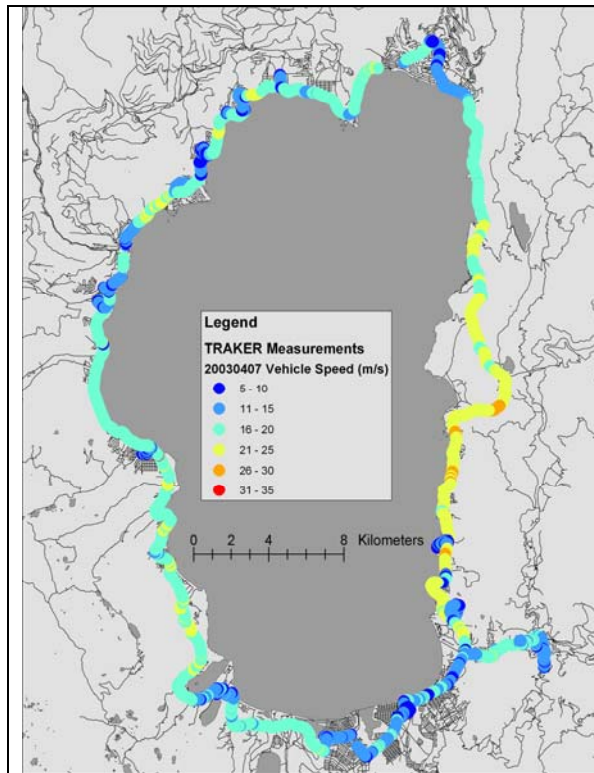 Legend
TRAKER Measurements
20030407 Vehicle Speed (m/s)
5 - 10
11 - 15
16 - 20
21 - 25
26 - 30
31 - 35
Kilometers
0 2 4 8